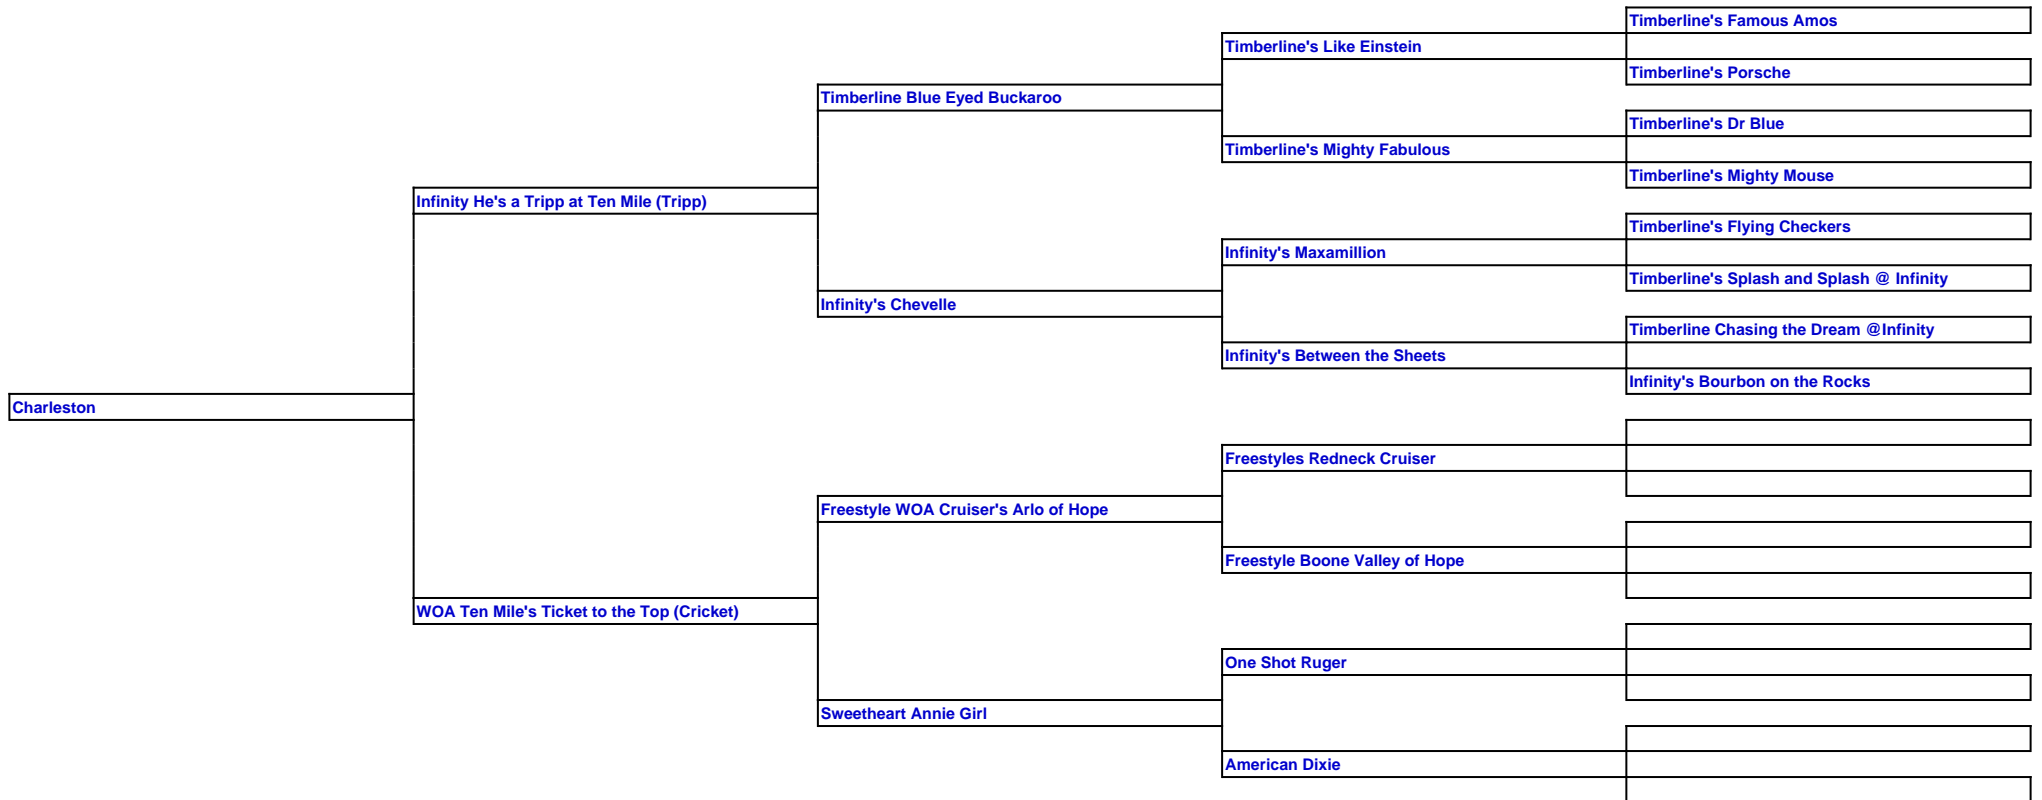 Timberline's Famous Amos
Timberline's Like Einstein
Timberline's Porsche
Timberline Blue Eyed Buckaroo
Timberline's Dr Blue
Timberline's Mighty Fabulous
Timberline's Mighty Mouse
Infinity He's a Tripp at Ten Mile (Tripp)
Timberline's Flying Checkers
Infinity's Maxamillion
Timberline's Splash and Splash @ Infinity
Infinity's Chevelle
Timberline Chasing the Dream @Infinity
Infinity's Between the Sheets
Infinity's Bourbon on the Rocks
Charleston
Freestyles Redneck Cruiser
Freestyle WOA Cruiser's Arlo of Hope
Freestyle Boone Valley of Hope
WOA Ten Mile's Ticket to the Top (Cricket)
One Shot Ruger
Sweetheart Annie Girl
American Dixie